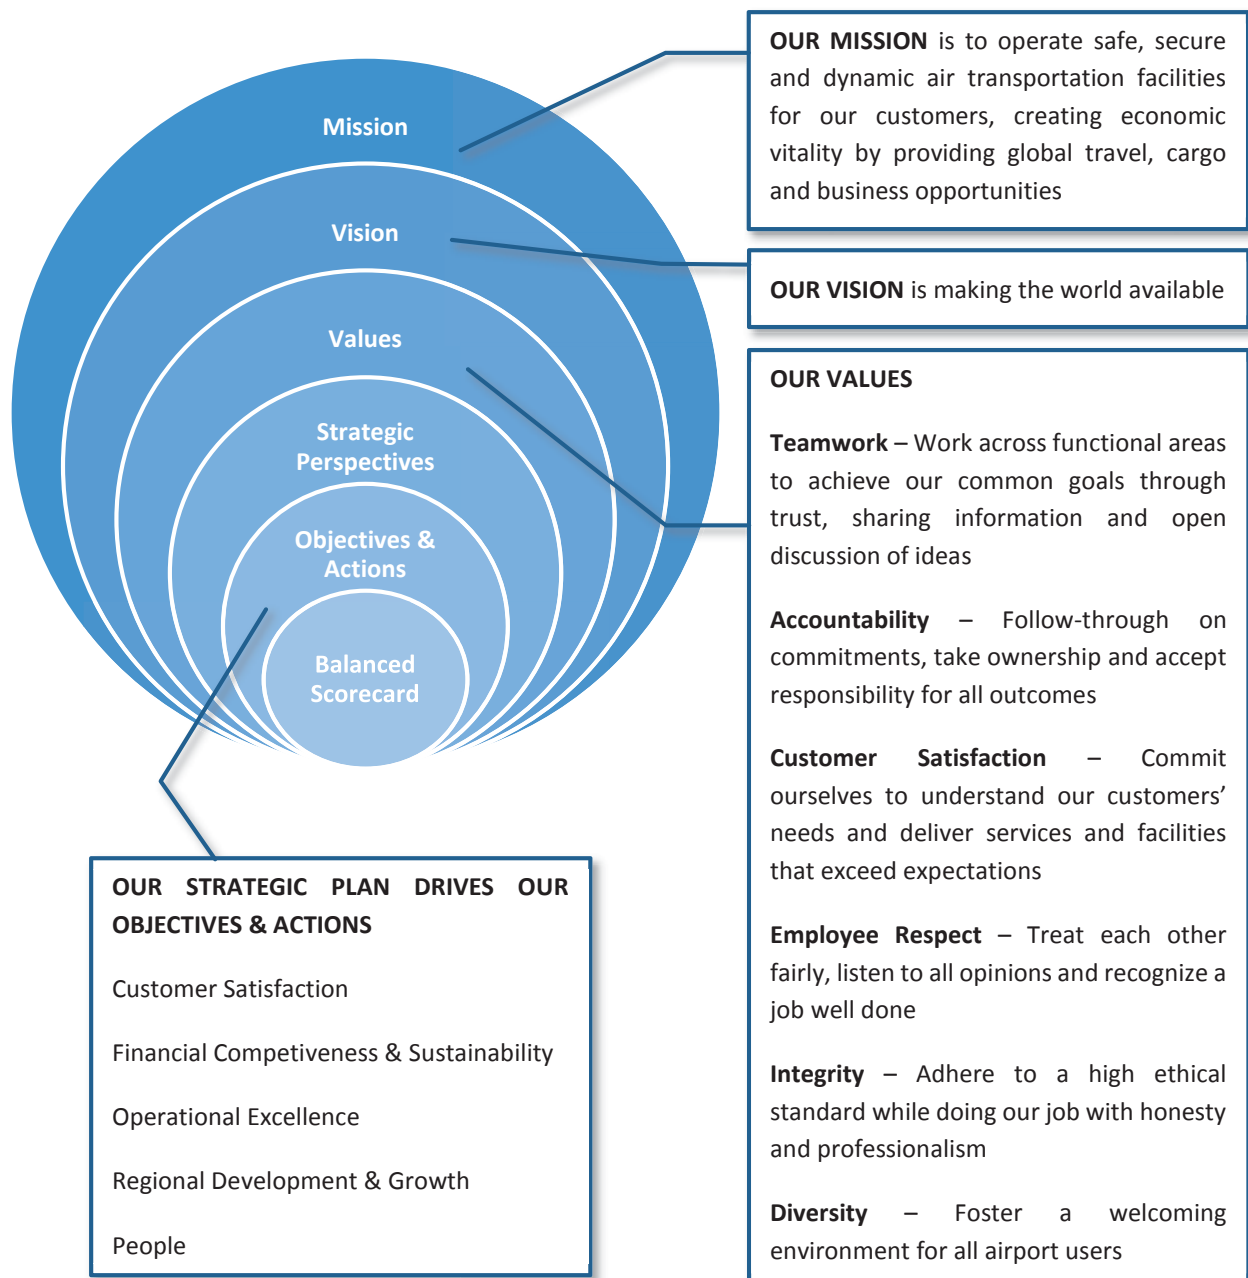 Mission
Vision
Values
Strategic
Perspectives
Objectives &
Actions
Balanced
Scorecard
OUR MISSION is to operate safe, secure
and dynamic air transportation facilities
for our customers, creating economic
vitality by providing global travel, cargo
and business opportunities
OUR VISION is making the world available
OUR VALUES
Teamwork – Work across functional areas
to achieve our common goals through
trust, sharing information and open
discussion of ideas
Accountability – Follow-through on
commitments, take ownership and accept
responsibility for all outcomes
Customer Satisfaction – Commit
ourselves to understand our customers’
needs and deliver services and facilities
that exceed expectations
Employee Respect – Treat each other
fairly, listen to all opinions and recognize a
job well done
Integrity – Adhere to a high ethical
standard while doing our job with honesty
and professionalism
Diversity – Foster a welcoming
environment for all airport users
OUR STRATEGIC PLAN DRIVES OUR
OBJECTIVES & ACTIONS
Customer Satisfaction
Financial Competiveness & Sustainability
Operational Excellence
Regional Development & Growth
People